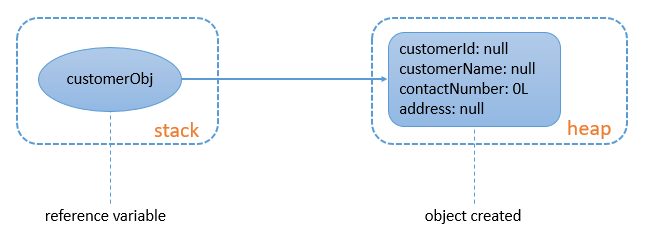 customerObj
stack
customerId: null
customerName: null
contactNumber: 0L
address: null
heap
reference variable
object created